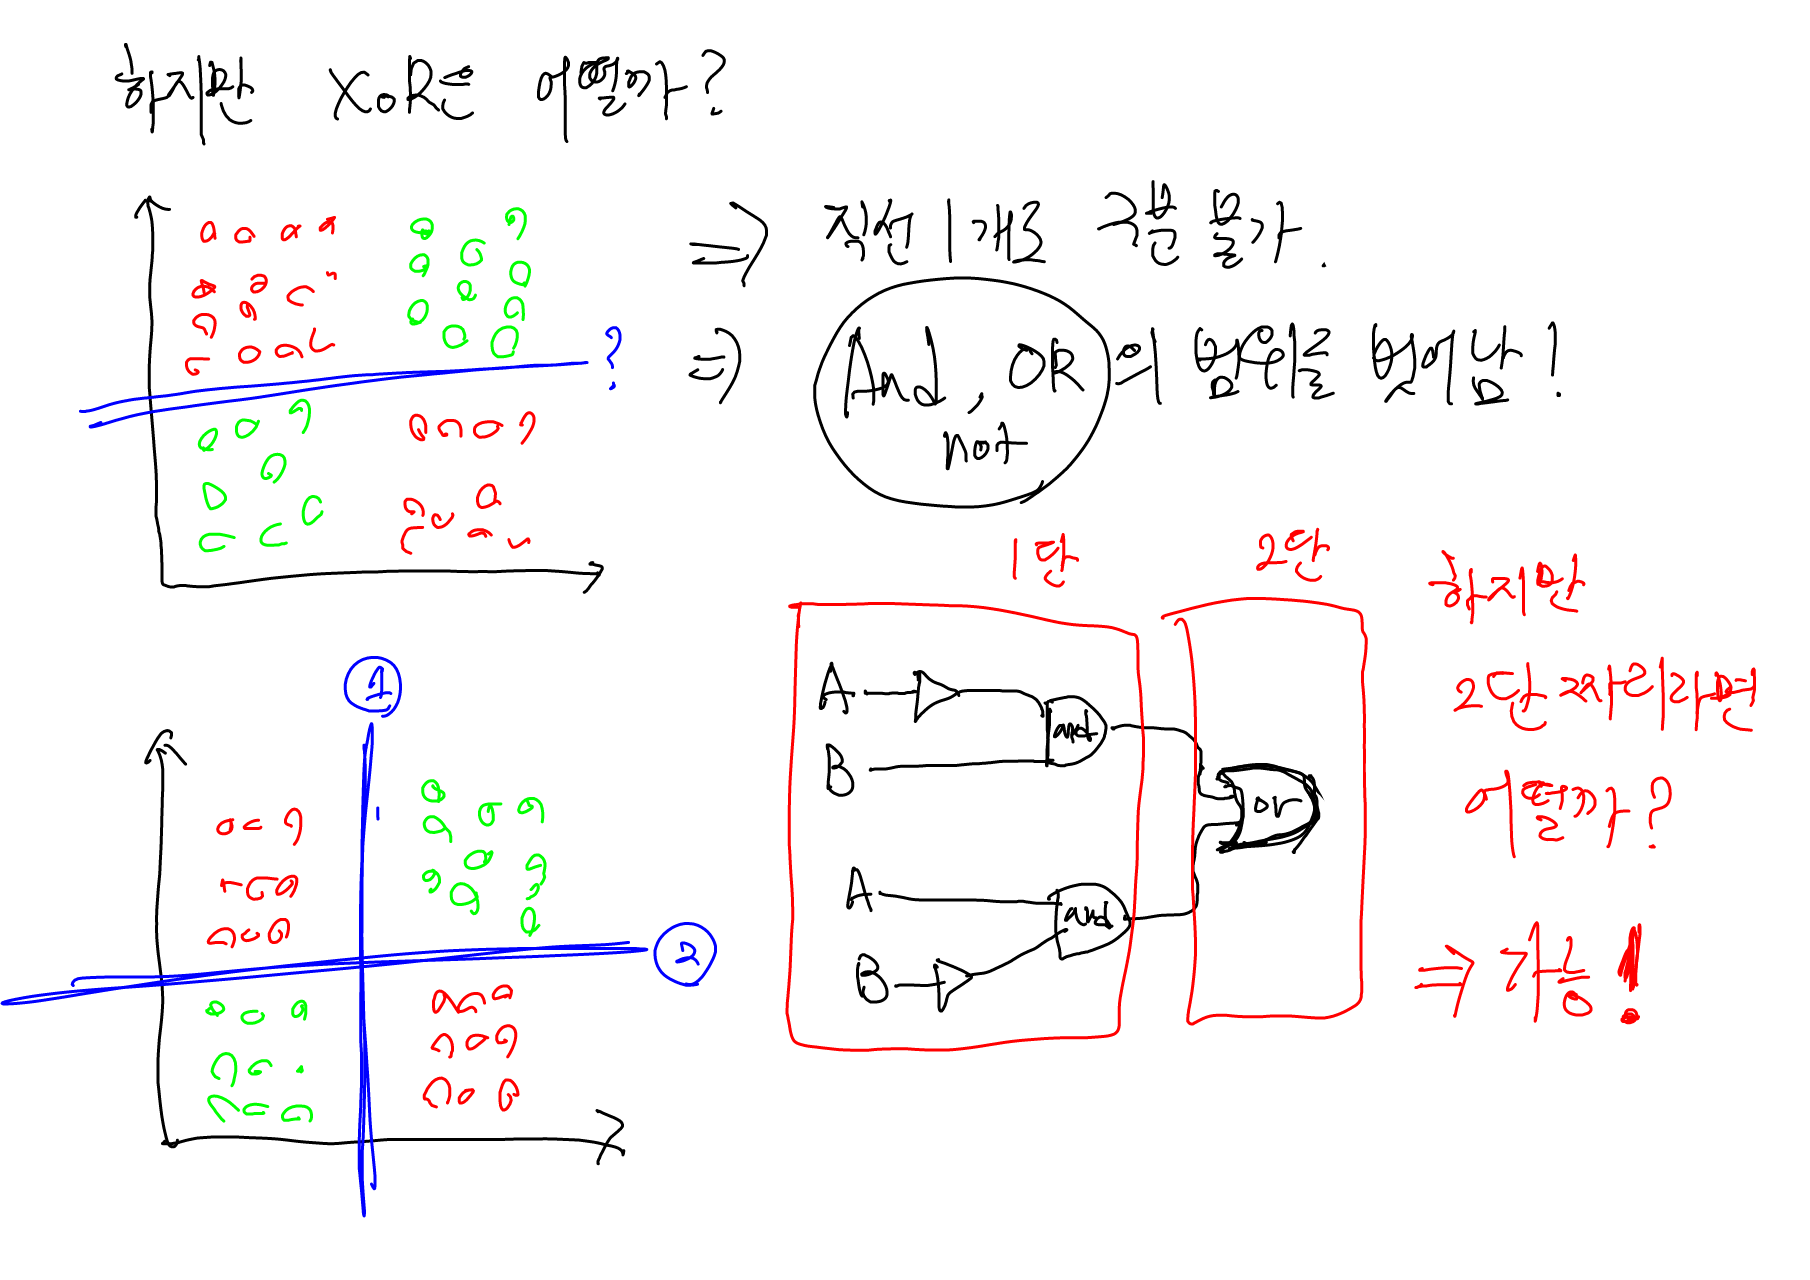 하지만 XOR은 어떨까?
⇒ 직선 1개로 구분 불가.
?
⇒ And, OR의 범위를 벗어남!
not
1단 2단
하지만
2단 짜리라면
어떨까?
⇒ 가능!
A
and
B
or
A
and
B
1
2